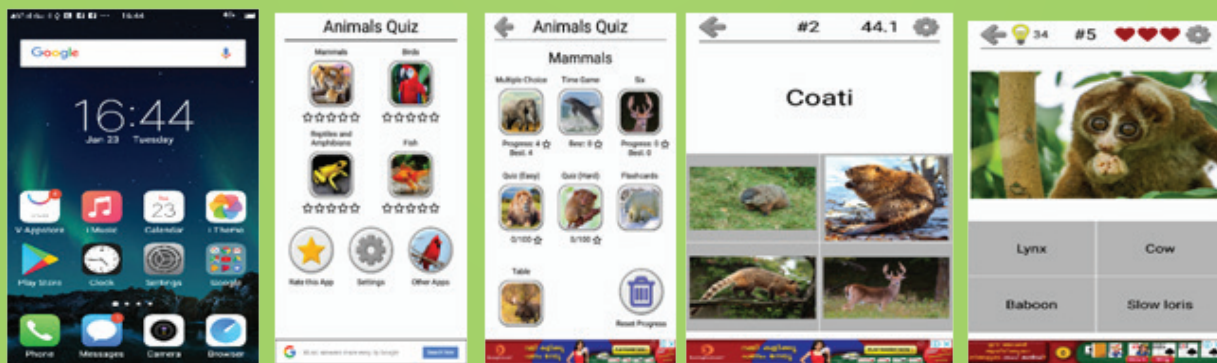 16:44
Google
16:44
Jan 23 Tuesday
23
V-Appstore
i Music
Calendar
i Theme
Play Store
Clock
Settings
Google
Phone
Messages
Camera
Browser
Animals Quiz
Mammals
Birds
Reptiles and
Amphibians
Fish
Rate this App
Settings
Other Apps
Google
Animals Quiz
Mammals
Multiple Choice
Time Game
Six
Progress: 4
Best: 4
Best: 0
Progress: 0
Best: 0
Quiz (Easy)
Quiz (Hard)
Flashcards
0/100
0/100
Table
Reset Progress
#2
44.1
Coati
34
#5
Lynx
Cow
Baboon
Slow loris